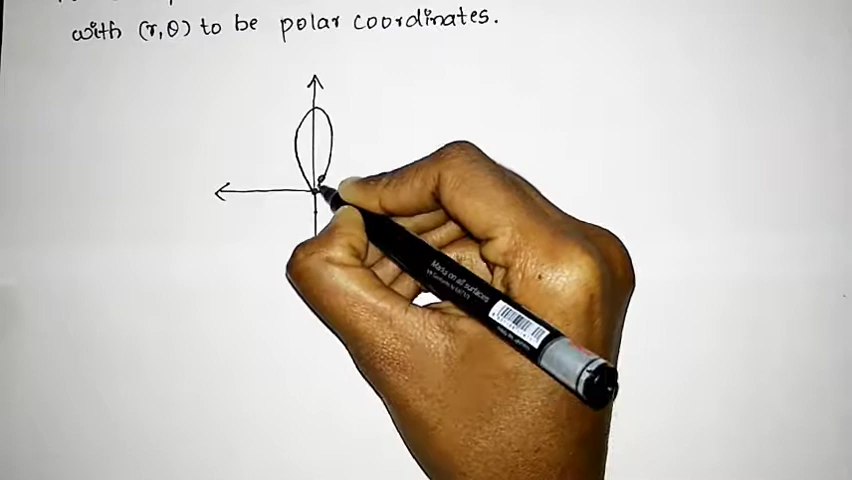 with (r,θ) to be polar coordinates.
Marks on all surfaces